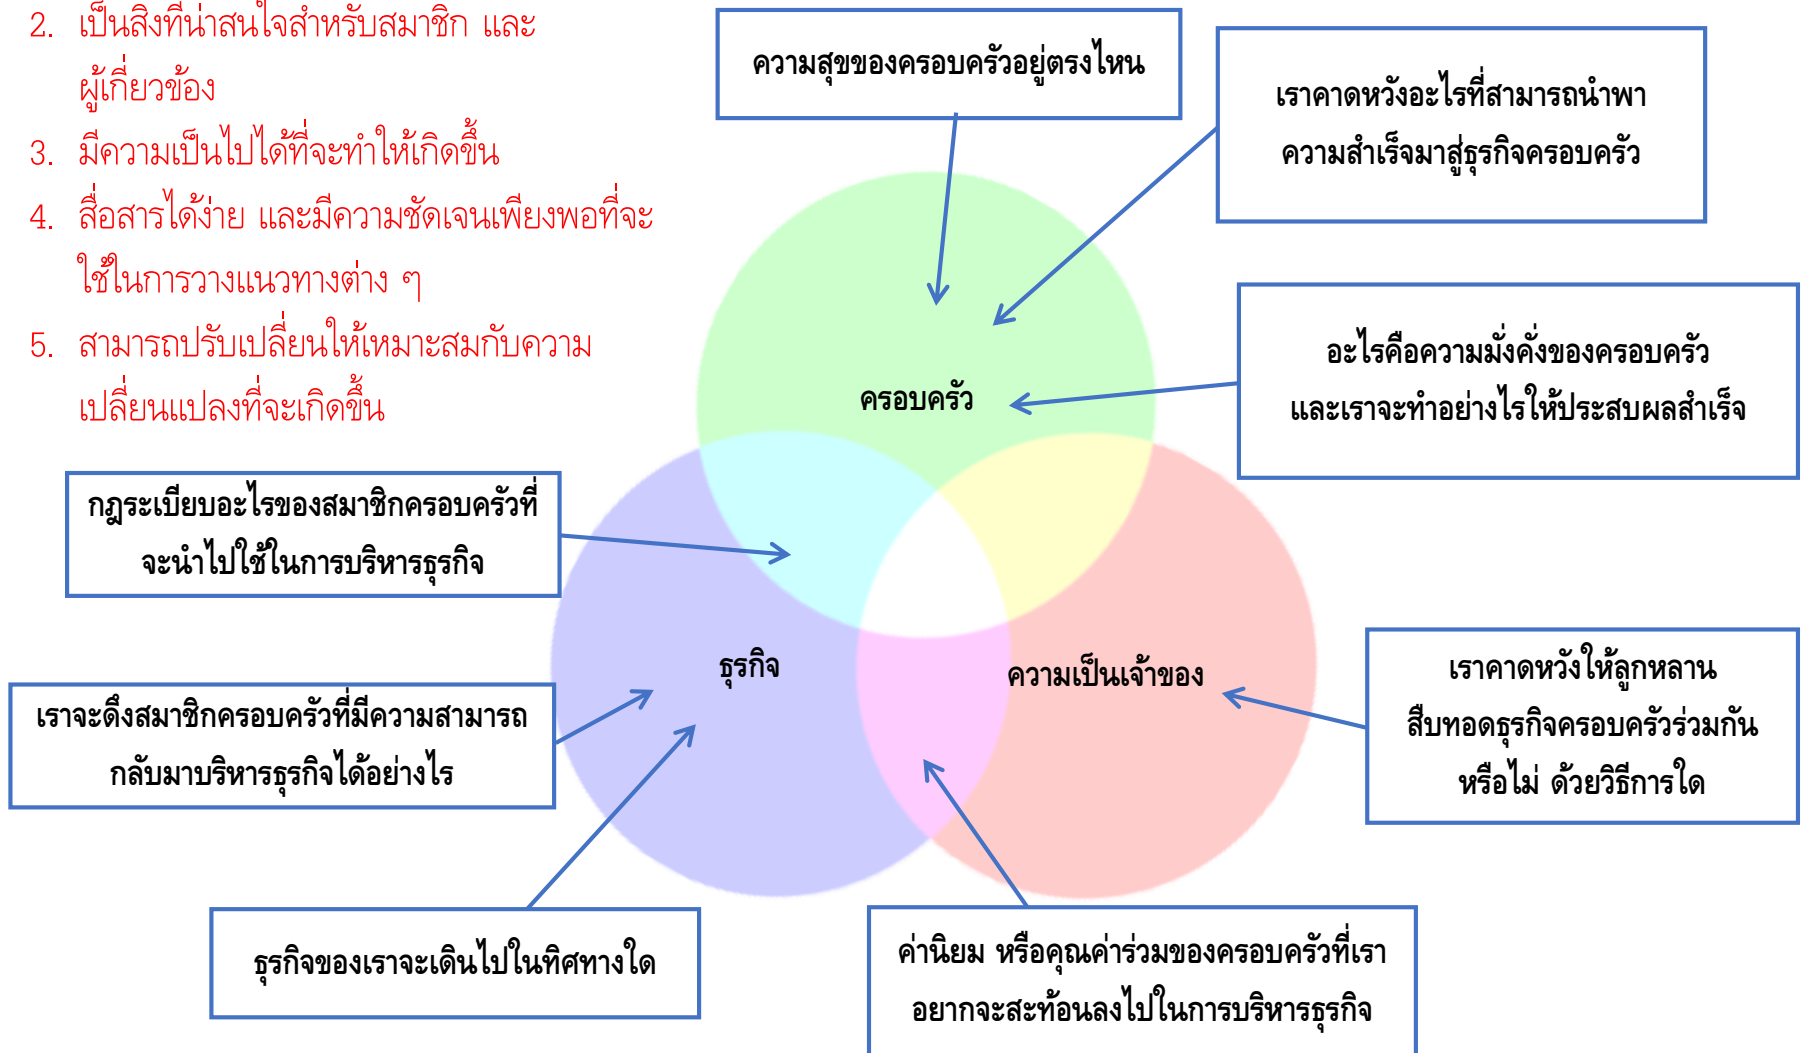 2. เป็นสิ่งที่น่าสนใจสำหรับสมาชิก และ
ผู้เกี่ยวข้อง
3. มีความเป็นไปได้ที่จะทำให้เกิดขึ้น
4. สื่อสารได้ง่าย และมีความชัดเจนเพียงพอที่จะ
ใช้ในการวางแนวทางต่าง ๆ
5. สามารถปรับเปลี่ยนให้เหมาะสมกับความ
เปลี่ยนแปลงที่จะเกิดขึ้น
ความสุขของครอบครัวอยู่ตรงไหน
เราคาดหวังอะไรที่สามารถนำพา
ความสำเร็จมาสู่ธุรกิจครอบครัว
อะไรคือความมั่งคั่งของครอบครัว
และเราจะทำอย่างไรให้ประสบผลสำเร็จ
ครอบครัว
กฎระเบียบอะไรของสมาชิกครอบครัวที่
จะนำไปใช้ในการบริหารธุรกิจ
ธุรกิจ
ความเป็นเจ้าของ
เราคาดหวังให้ลูกหลาน
สืบทอดธุรกิจครอบครัวร่วมกัน
หรือไม่ ด้วยวิธีการใด
เราจะดึงสมาชิกครอบครัวที่มีความสามารถ
กลับมาบริหารธุรกิจได้อย่างไร
ธุรกิจของเราจะเดินไปในทิศทางใด
ค่านิยม หรือคุณค่าร่วมของครอบครัวที่เรา
อยากจะสะท้อนลงไปในการบริหารธุรกิจ